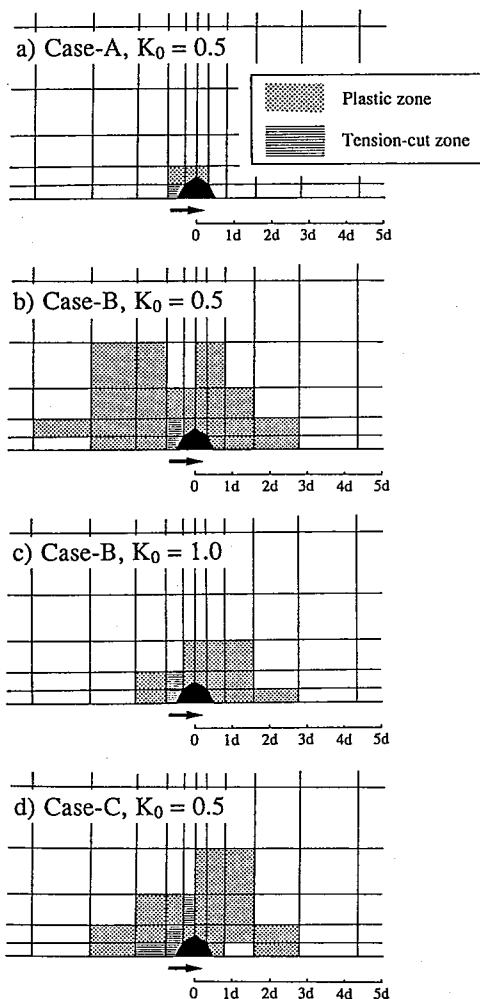 a) Case-A, K0 = 0.5
Plastic zone
Tension-cut zone
0 1d 2d 3d 4d 5d
b) Case-B, K0 = 0.5
0 1d 2d 3d 4d 5d
c) Case-B, K0 = 1.0
0 1d 2d 3d 4d 5d
d) Case-C, K0 = 0.5
0 1d 2d 3d 4d 5d